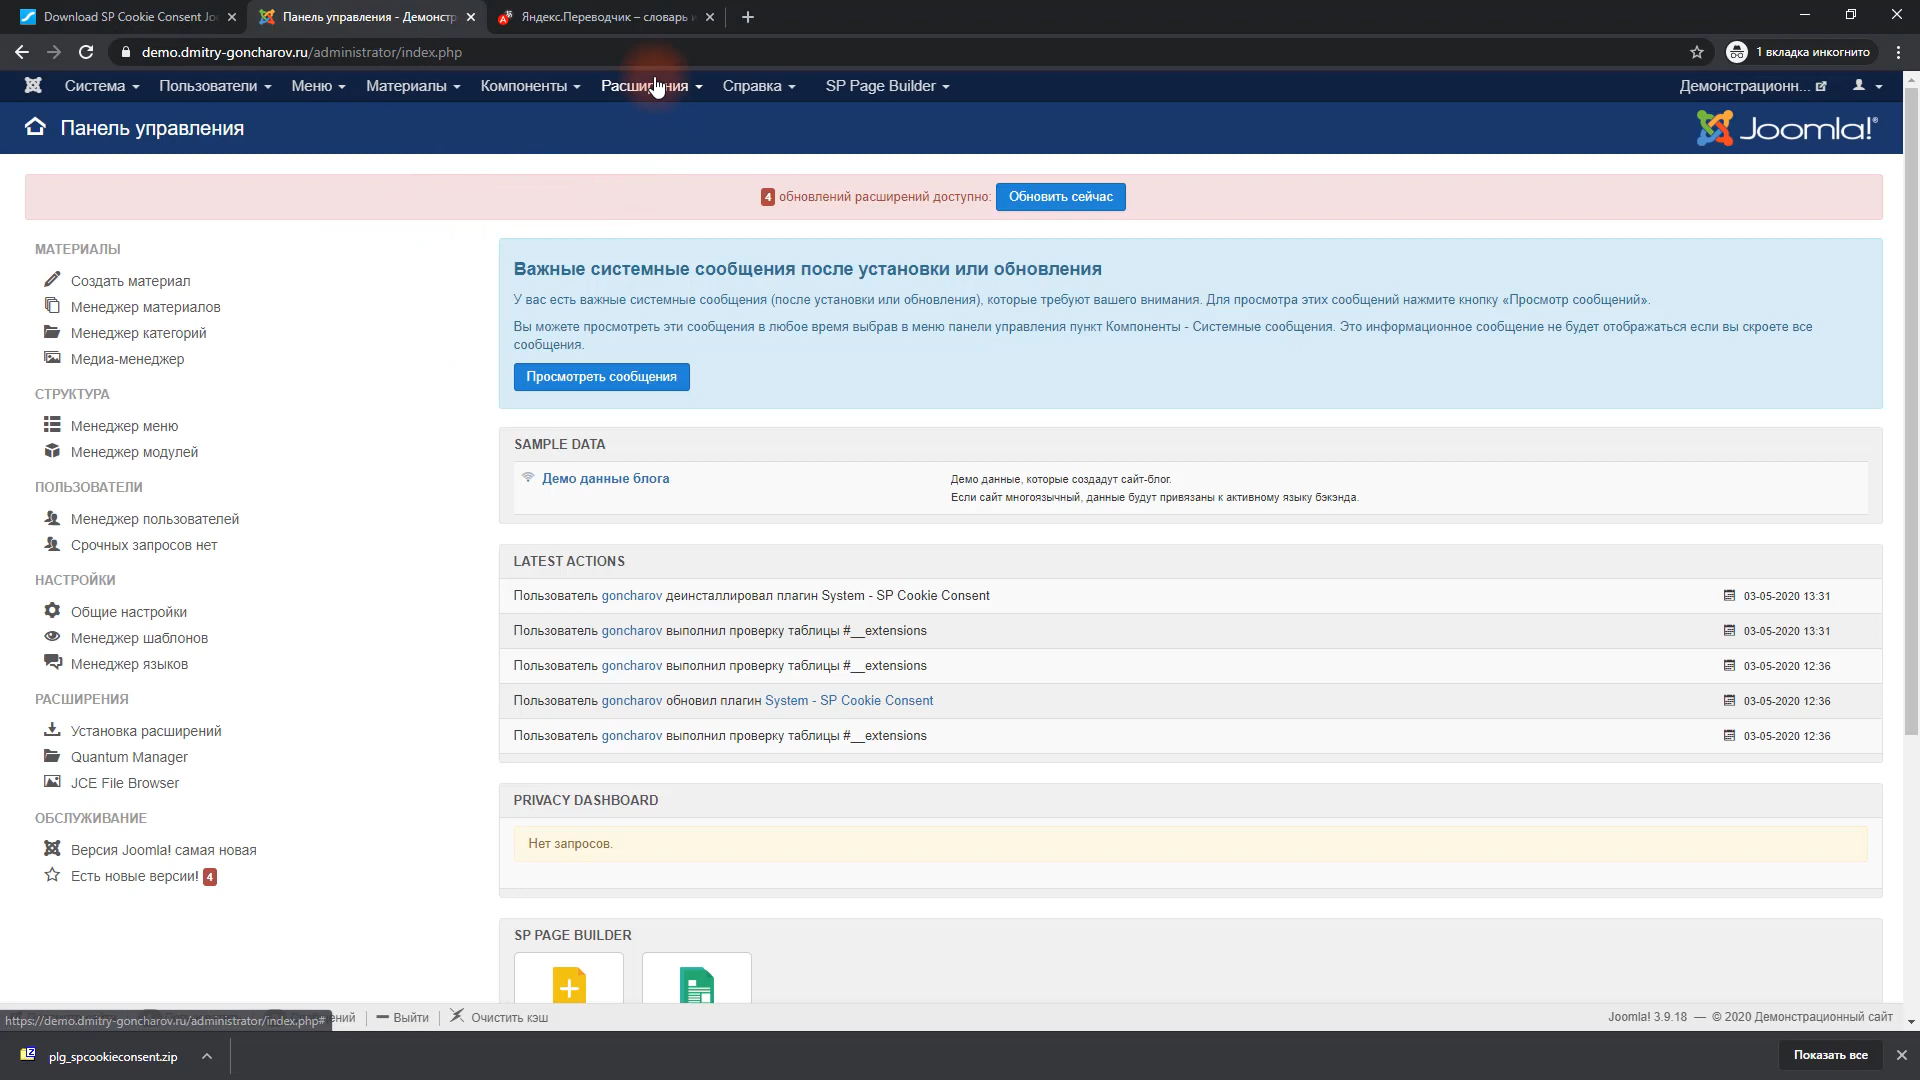 Download SP Cookie Consent Jo
Панель управления - Демонстр
Яндекс.Переводчик – словарь и
demo.dmitry-goncharov.ru/administrator/index.php
1 вкладка инкогнито
Система
Пользователи
Меню
Материалы
Компоненты
Расширения
Справка
SP Page Builder
Демонстрационн...
Панель управления
Joomla!®
4 обновлений расширений доступно: Обновить сейчас
МАТЕРИАЛЫ
Создать материал
Менеджер материалов
Менеджер категорий
Медиа-менеджер
СТРУКТУРА
Менеджер меню
Менеджер модулей
ПОЛЬЗОВАТЕЛИ
Менеджер пользователей
Срочных запросов нет
НАСТРОЙКИ
Общие настройки
Менеджер шаблонов
Менеджер языков
РАСШИРЕНИЯ
Установка расширений
Quantum Manager
JCE File Browser
ОБСЛУЖИВАНИЕ
Версия Joomla! самая новая
Есть новые версии! 4
Важные системные сообщения после установки или обновления
У вас есть важные системные сообщения (после установки или обновления), которые требуют вашего внимания. Для просмотра этих сообщений нажмите кнопку «Просмотр сообщений».
Вы можете просмотреть эти сообщения в любое время выбрав в меню панели управления пункт Компоненты - Системные сообщения. Это информационное сообщение не будет отображаться если вы скроете все
сообщения.
Просмотреть сообщения
SAMPLE DATA
Демо данные блога
Демо данные, которые создадут сайт-блог.
Если сайт многоязычный, данные будут привязаны к активному языку бэкэнда.
LATEST ACTIONS
Пользователь goncharov деинсталлировал плагин System - SP Cookie Consent 03-05-2020 13:31
Пользователь goncharov выполнил проверку таблицы #__extensions 03-05-2020 13:31
Пользователь goncharov выполнил проверку таблицы #__extensions 03-05-2020 12:36
Пользователь goncharov обновил плагин System - SP Cookie Consent 03-05-2020 12:36
Пользователь goncharov выполнил проверку таблицы #__extensions 03-05-2020 12:36
PRIVACY DASHBOARD
Нет запросов.
SP PAGE BUILDER
https://demo.dmitry-goncharov.ru/administrator/index.php#
ений
Выйти
Очистить кэш
Joomla! 3.9.18 — © 2020 Демонстрационный сайт
plg_spcookieconsent.zip
Показать все